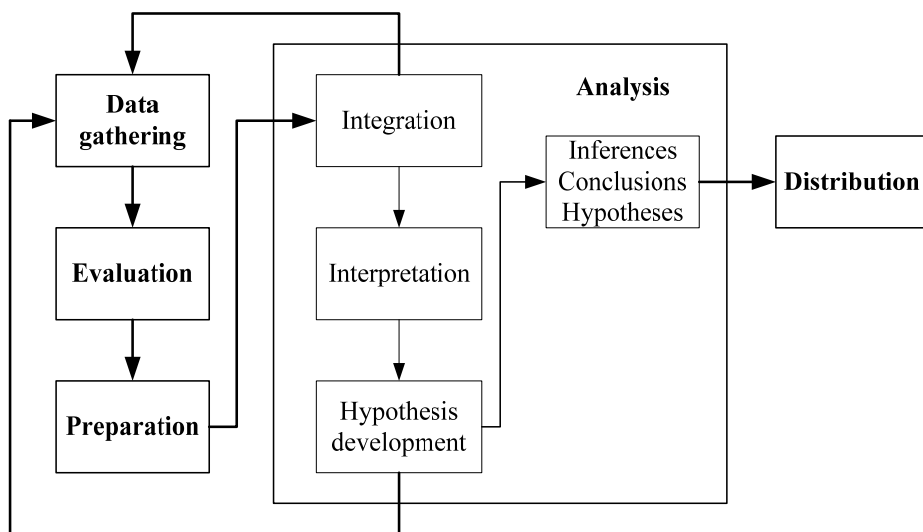 Data
gathering
Evaluation
Preparation
Analysis
Integration
Interpretation
Hypothesis
development
Inferences
Conclusions
Hypotheses
Distribution